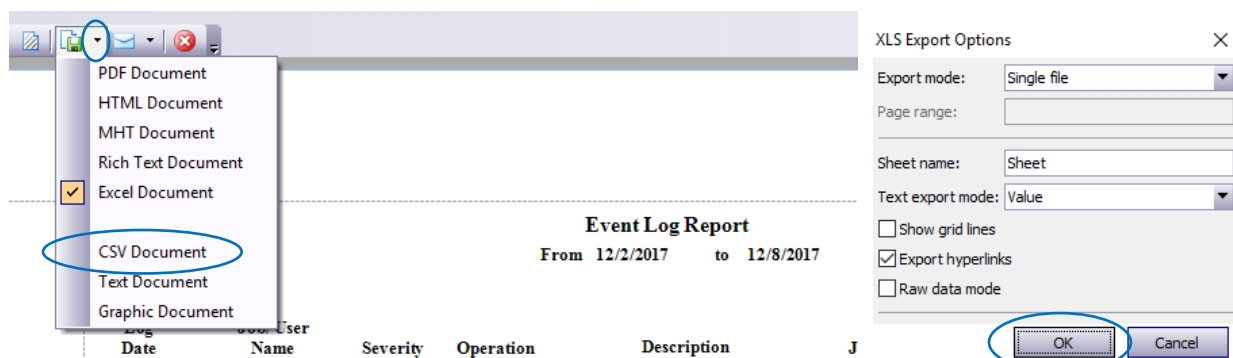 PDF Document
HTML Document
MHT Document
Rich Text Document
Excel Document
CSV Document
Text Document
Graphic Document
Event Log Report
From 12/2/2017 to 12/8/2017
Log Job/ User
Date Name Severity Operation Description J
XLS Export Options
Export mode: Single file
Page range:
Sheet name: Sheet
Text export mode: Value
Show grid lines
Export hyperlinks
Raw data mode
OK Cancel